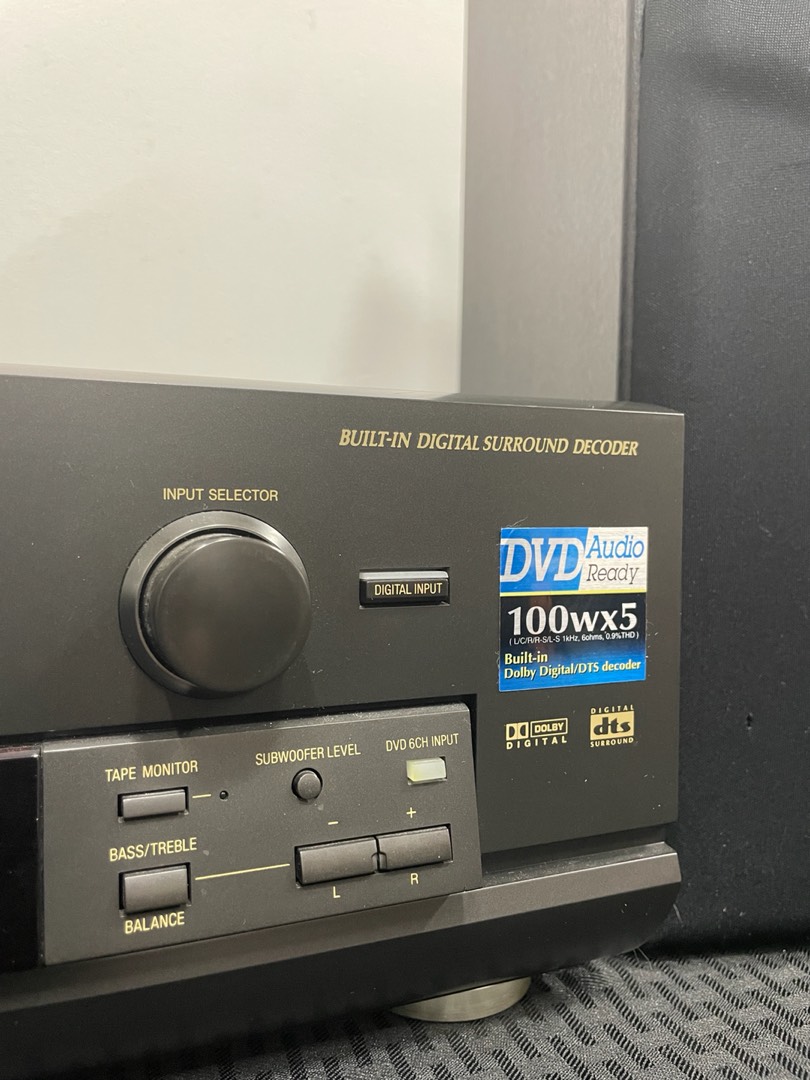 BUILT-IN DIGITAL SURROUND DECODER
INPUT SELECTOR
DIGITAL INPUT
DVD Audio
Ready
100wx5
( L/C/R/R-S/L-S 1kHz, 6ohms, 0.9%THD )
Built-in
Dolby Digital/DTS decoder
DOLBY
DIGITAL
DIGITAL
dts
SURROUND
TAPE MONITOR
SUBWOOFER LEVEL
DVD 6CH INPUT
− +
BASS/TREBLE
L R
BALANCE